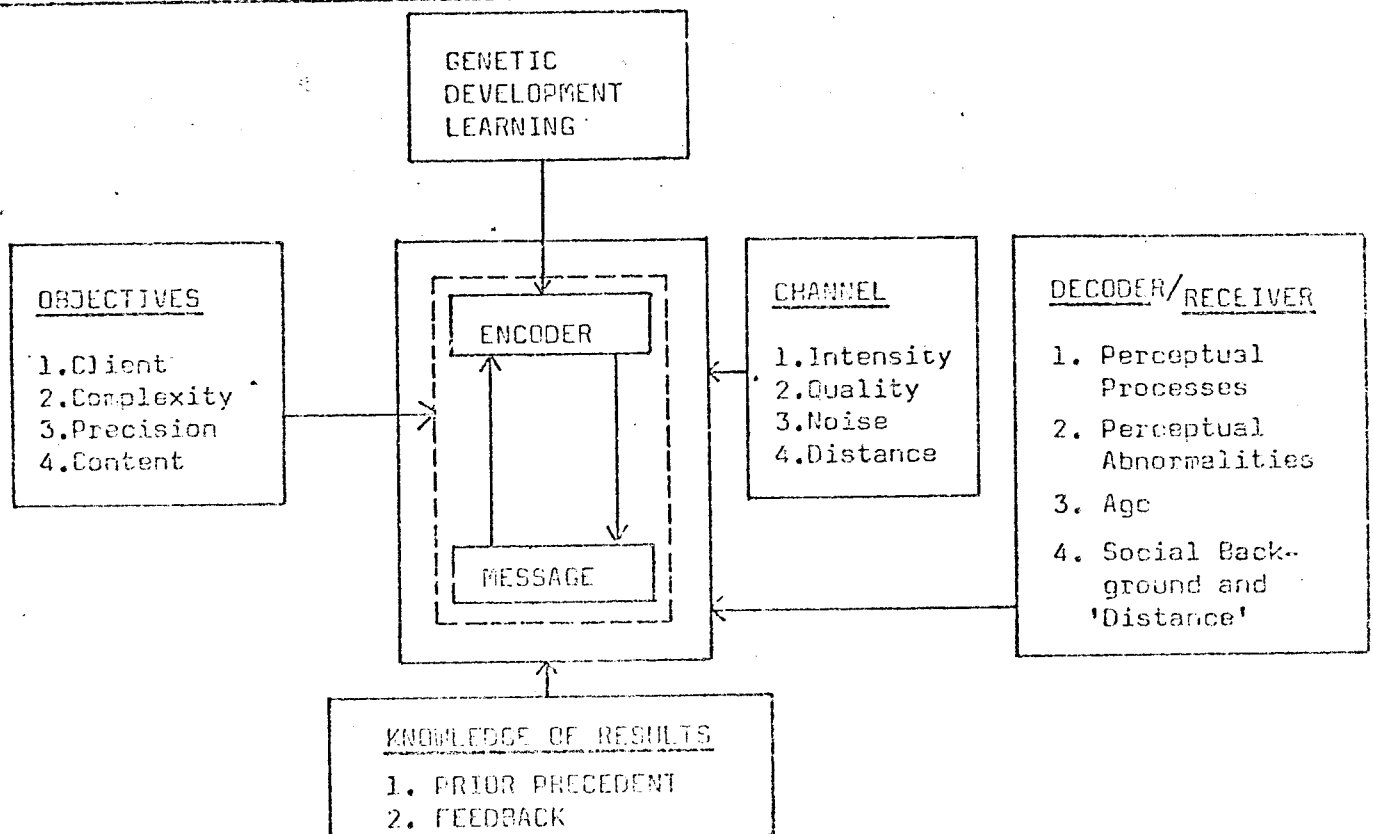 GENETIC
DEVELOPMENT
LEARNING
OBJECTIVES
1.Client
2.Complexity
3.Precision
4.Content
ENCODER
MESSAGE
CHANNEL
1.Intensity
2.Quality
3.Noise
4.Distance
DECODER/RECEIVER
1. Perceptual
Processes
2. Perceptual
Abnormalities
3. Age
4. Social Back-
ground and
'Distance'
KNOWLEDGE OF RESULTS
1. PRIOR PRECEDENT
2. FEEDBACK